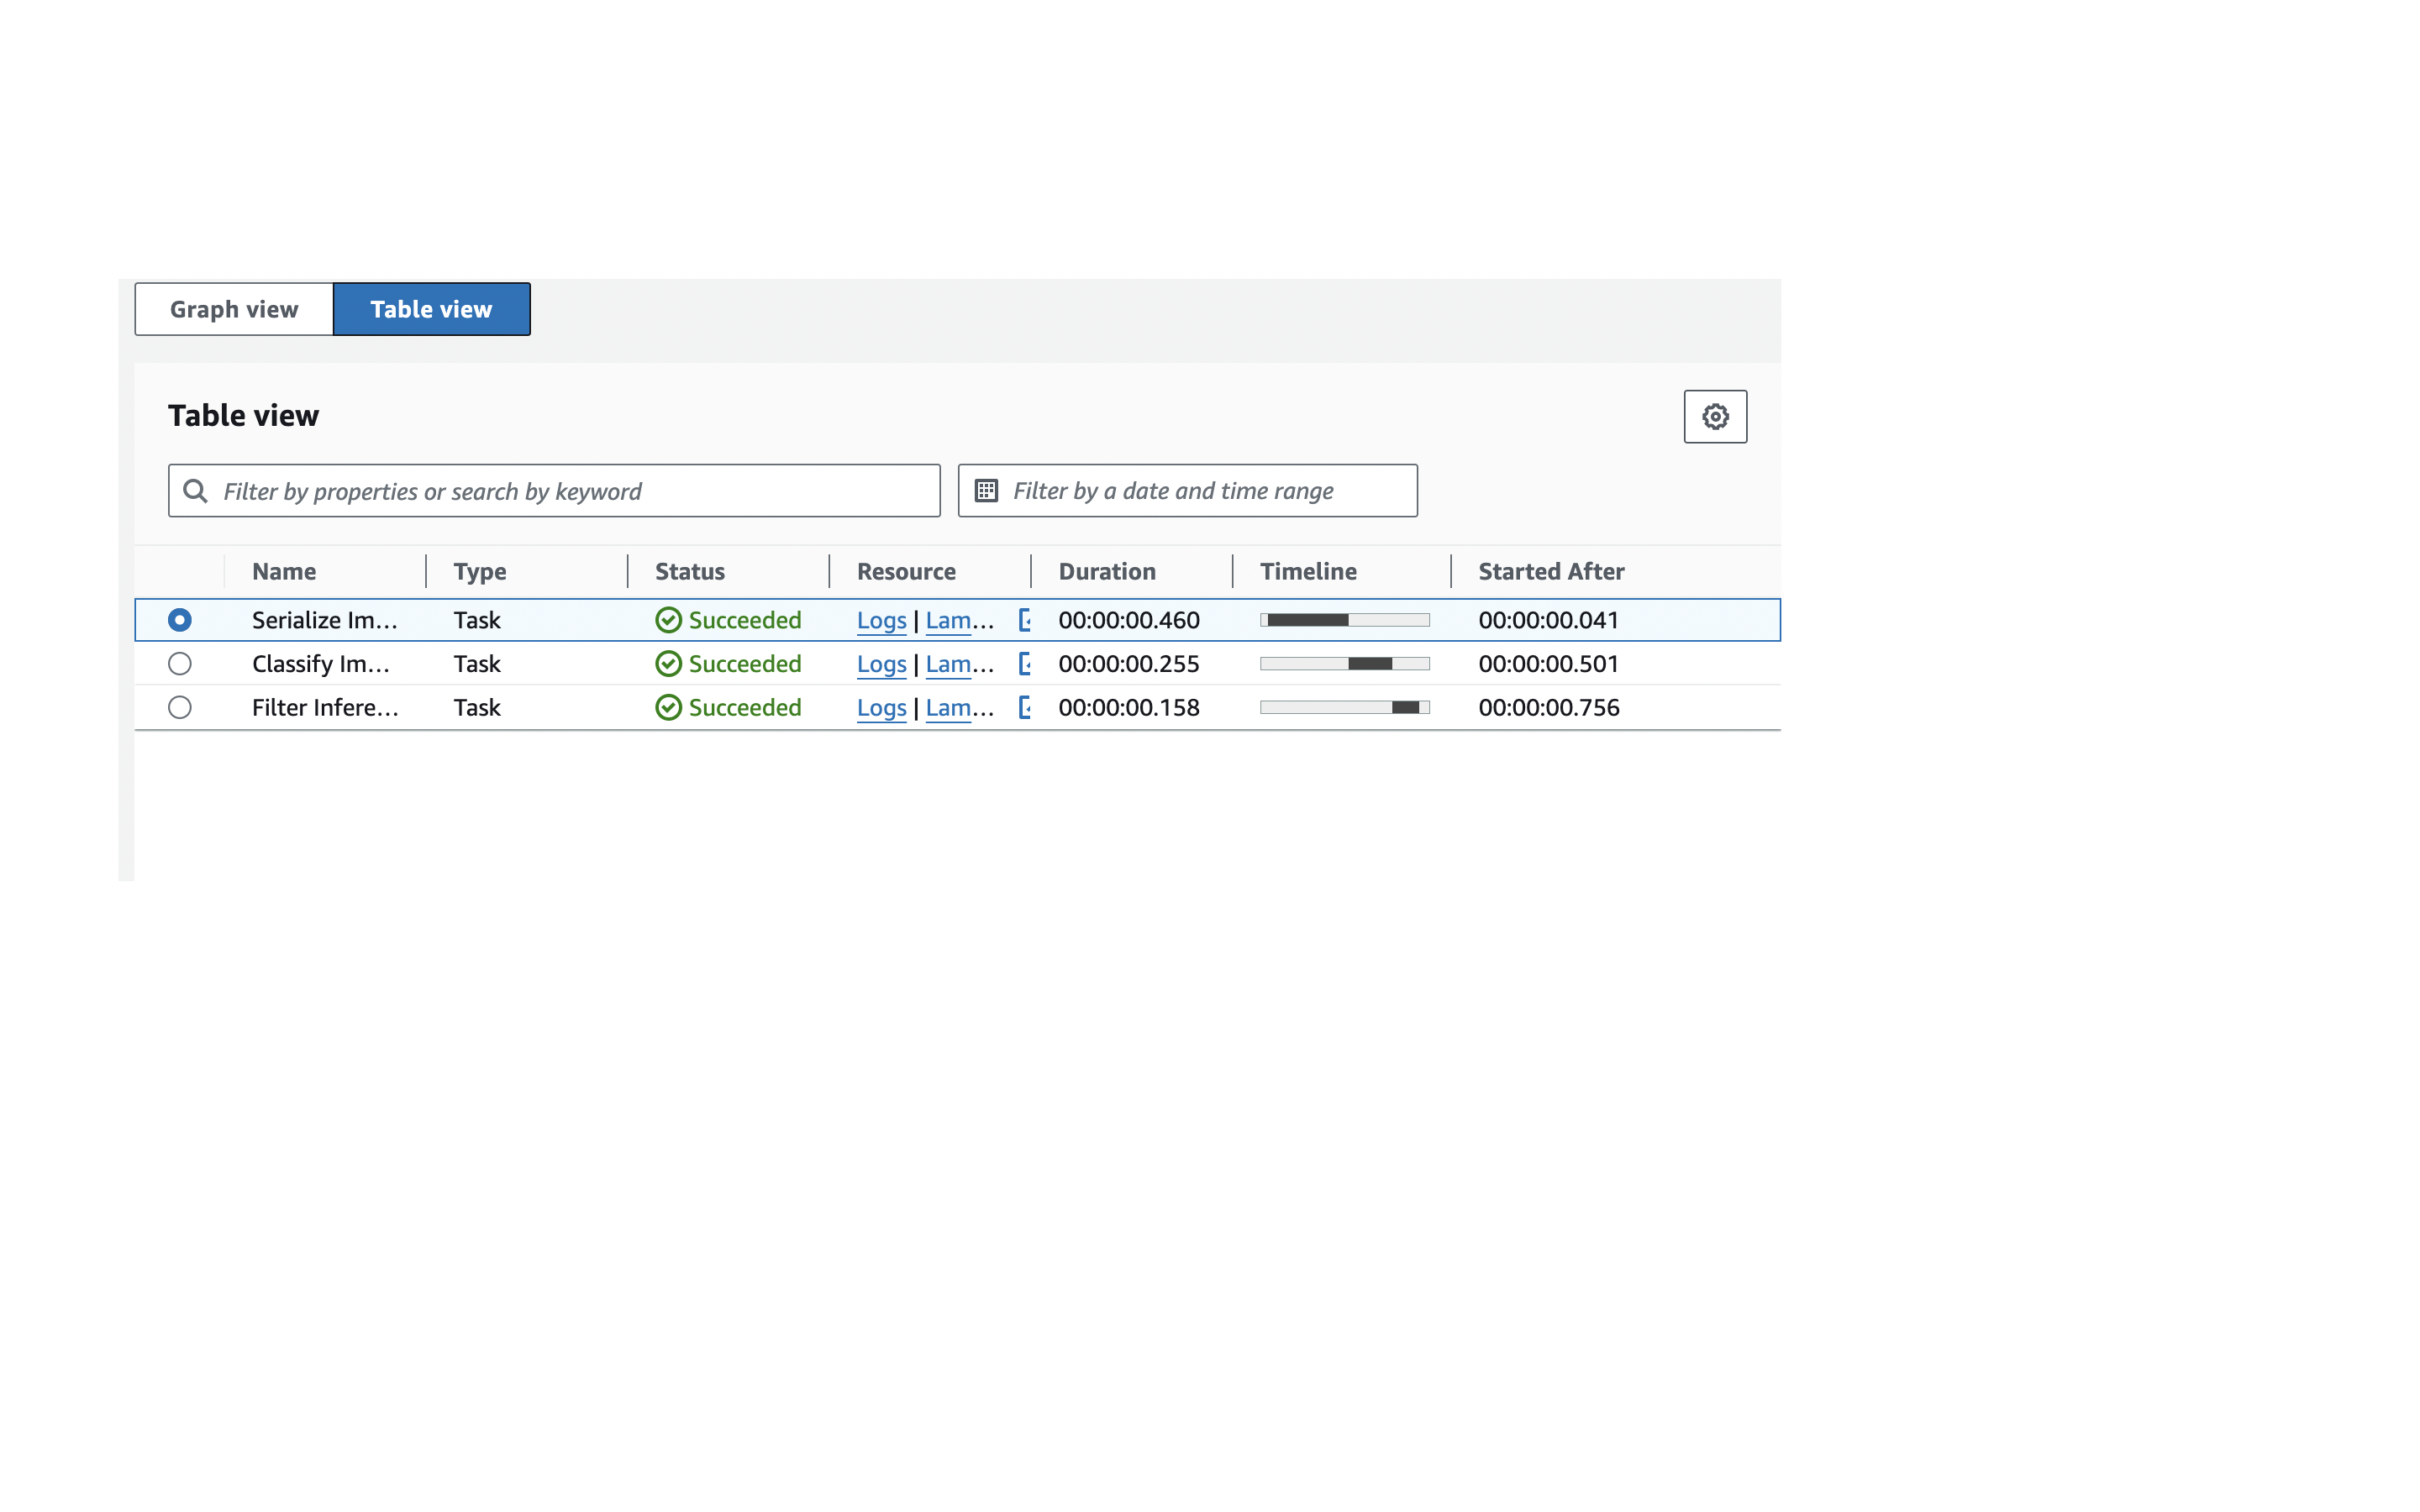 Graph view Table view
Table view
Filter by properties or search by keyword Filter by a date and time range
Name Type Status Resource Duration Timeline Started After
Serialize Im... Task Succeeded Logs | Lam... 00:00:00.460 00:00:00.041
Classify Im... Task Succeeded Logs | Lam... 00:00:00.255 00:00:00.501
Filter Infere... Task Succeeded Logs | Lam... 00:00:00.158 00:00:00.756